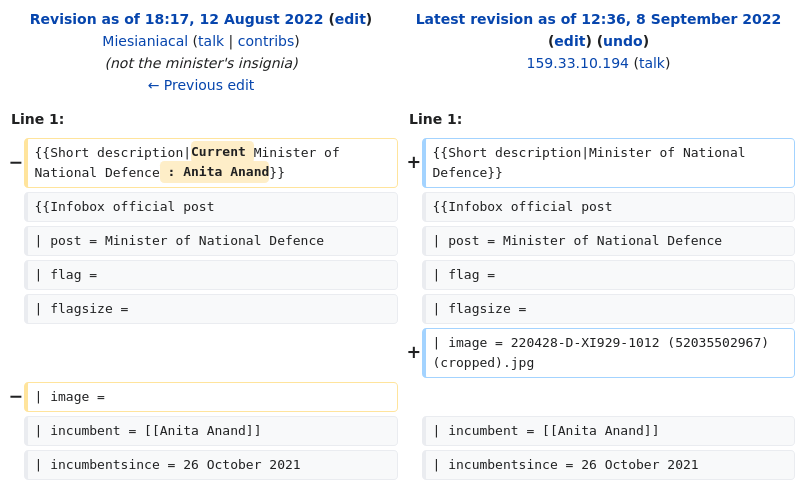 Revision as of 18:17, 12 August 2022 (edit)
Miesianiacal (talk | contribs)
(not the minister's insignia)
← Previous edit
Latest revision as of 12:36, 8 September 2022
(edit) (undo)
159.33.10.194 (talk)
Line 1:
Line 1:
− {{Short description|Current Minister of
National Defence : Anita Anand}}
+ {{Short description|Minister of National
Defence}}
{{Infobox official post
{{Infobox official post
| post = Minister of National Defence
| post = Minister of National Defence
| flag =
| flag =
| flagsize =
| flagsize =
+ | image = 220428-D-XI929-1012 (52035502967)
(cropped).jpg
− | image =
| incumbent = [[Anita Anand]]
| incumbent = [[Anita Anand]]
| incumbentsince = 26 October 2021
| incumbentsince = 26 October 2021